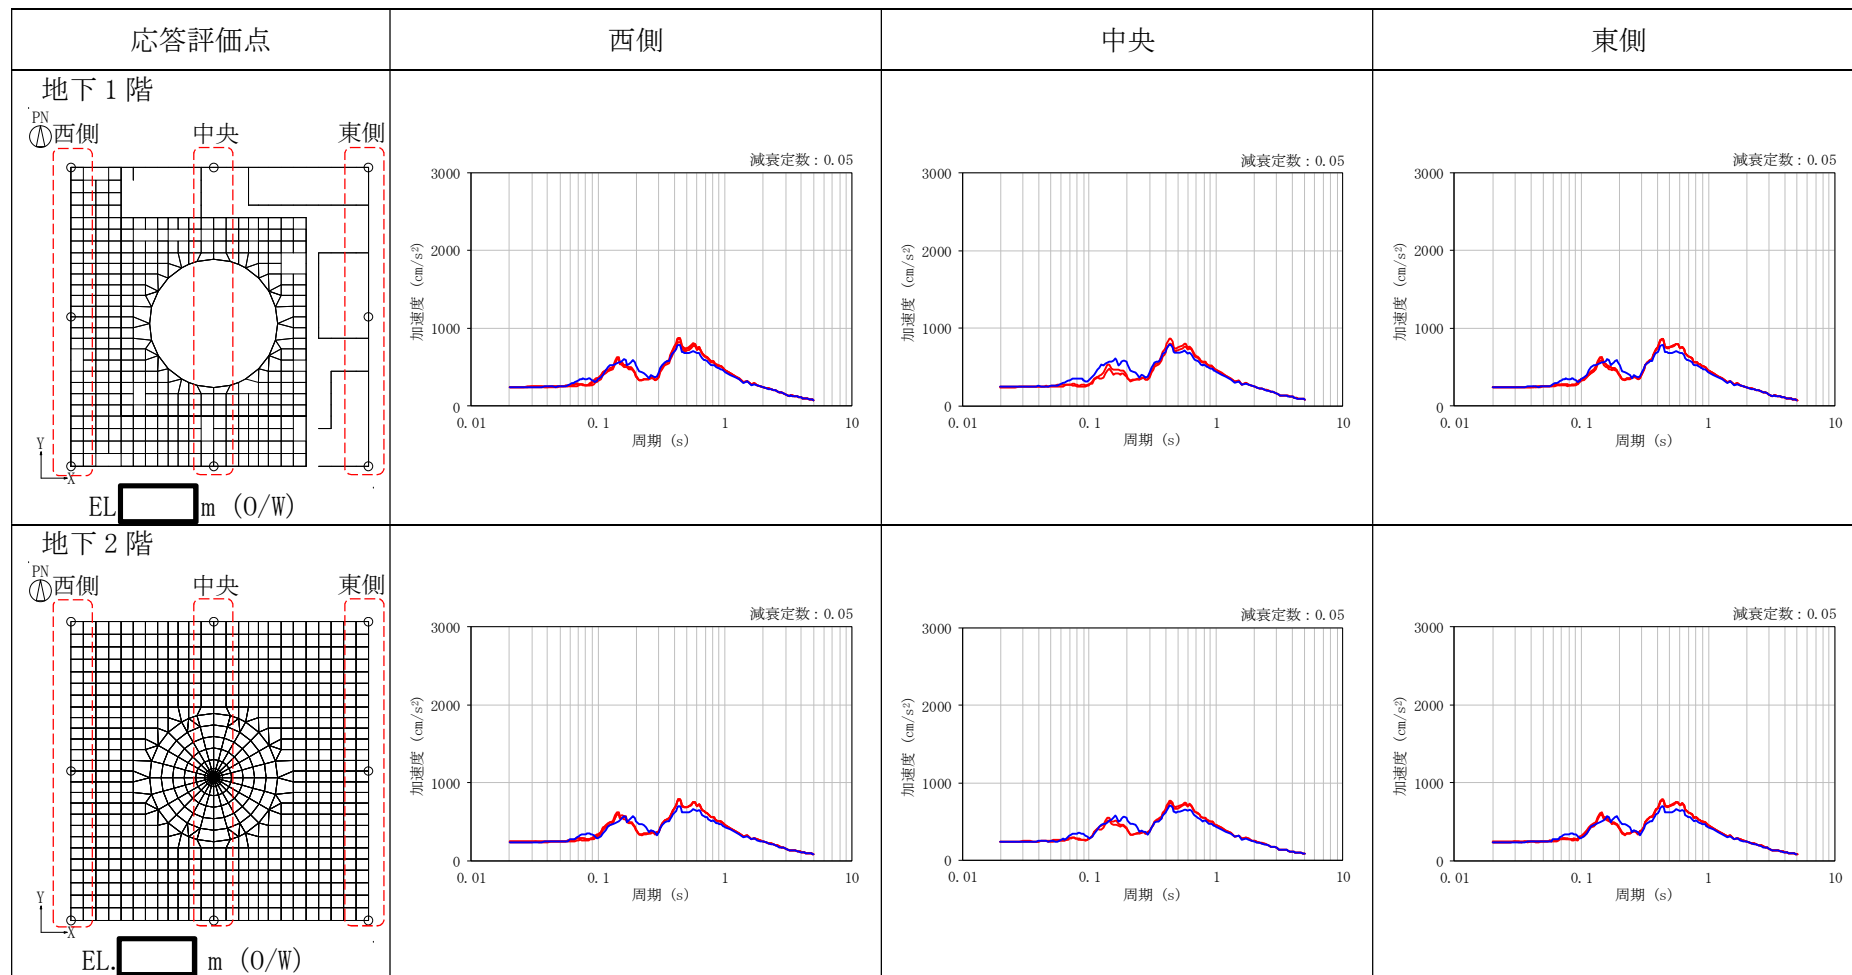 応答評価点 西側 中央 東側
地下1階
PN
西側 中央 東側
Y
X
EL m (O/W)
減衰定数:0.05
3000
2000
1000
0
加速度 (cm/s²)
0.01 0.1 1 10
周期 (s)
減衰定数:0.05
3000
2000
1000
0
加速度 (cm/s²)
0.01 0.1 1 10
周期 (s)
減衰定数:0.05
3000
2000
1000
0
加速度 (cm/s²)
0.01 0.1 1 10
周期 (s)
地下2階
PN
西側 中央 東側
Y
X
EL. m (O/W)
減衰定数:0.05
3000
2000
1000
0
加速度 (cm/s²)
0.01 0.1 1 10
周期 (s)
減衰定数:0.05
3000
2000
1000
0
加速度 (cm/s²)
0.01 0.1 1 10
周期 (s)
減衰定数:0.05
3000
2000
1000
0
加速度 (cm/s²)
0.01 0.1 1 10
周期 (s)